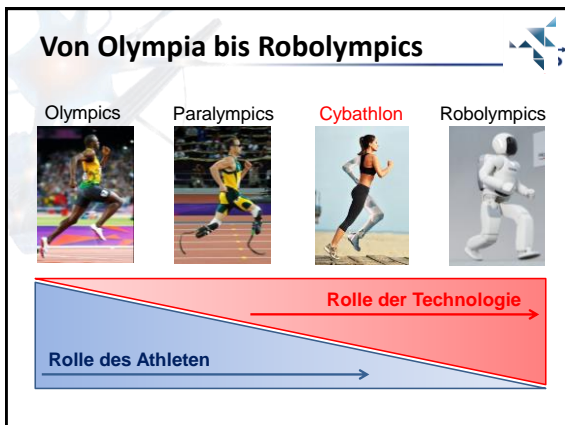 Von Olympia bis Robolympics
Olympics Paralympics Cybathlon Robolympics
Rolle der Technologie
Rolle des Athleten